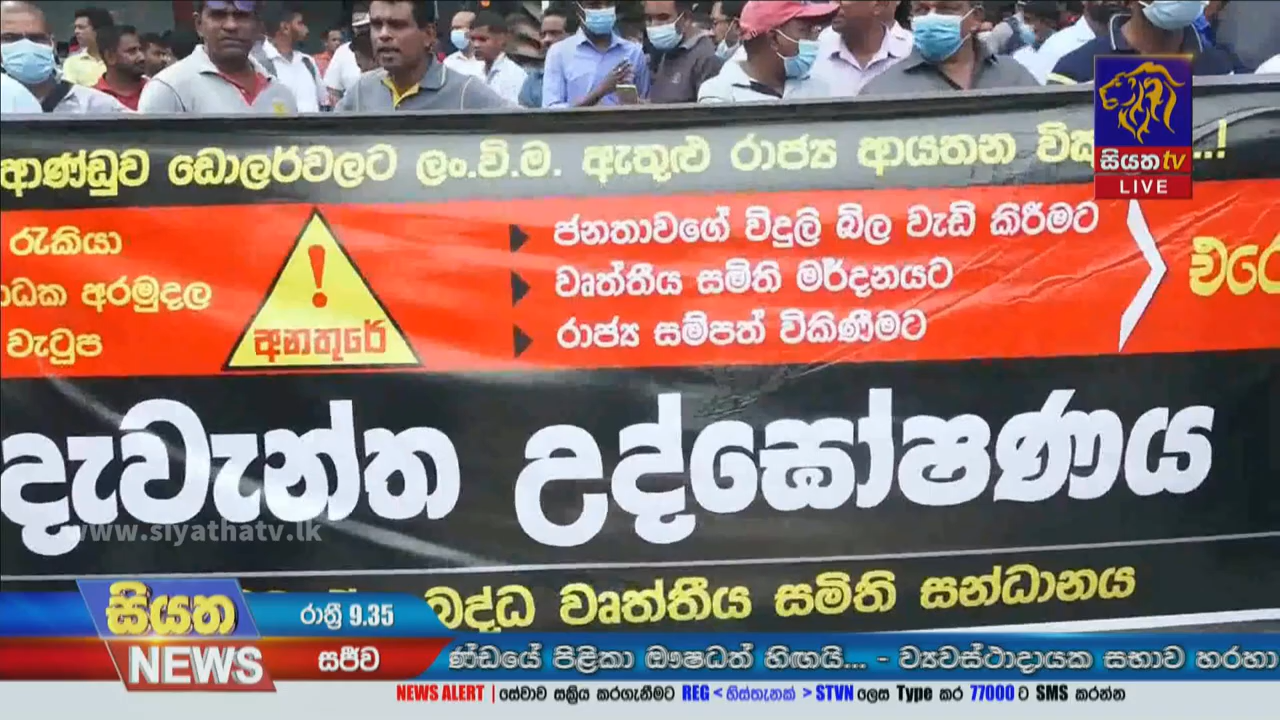 ආණ්ඩුව ඩොලර්වලට ලං.වි.ම. ඇතුළු රාජ්‍ය ආයතන
සියත tv
LIVE
රැකියා
අරමුදල
වැටුප
අනතුරේ
ජනතාවගේ විදුලි බිල වැඩි කිරීමට
වෘත්තීය සමිති මර්දනයට
රාජ්‍ය සම්පත් විකිණීමට
දැවැන්ත උද්ඝෝෂණය
www.siyathatv.lk
බද්ධ වෘත්තීය සමිති සන්ධානය
සියත
NEWS
රාත්‍රී 9.35
සජීව
ණ්ඩයේ පිළිකා ඖෂධත් හිඟයි... - ව්‍යවස්ථාදායක සභාව හරහා
NEWS ALERT | සේවාව සක්‍රිය කරගැනීමට REG < හිස්තැනක් > STVN ලෙස Type කර 77000 ට SMS කරන්න